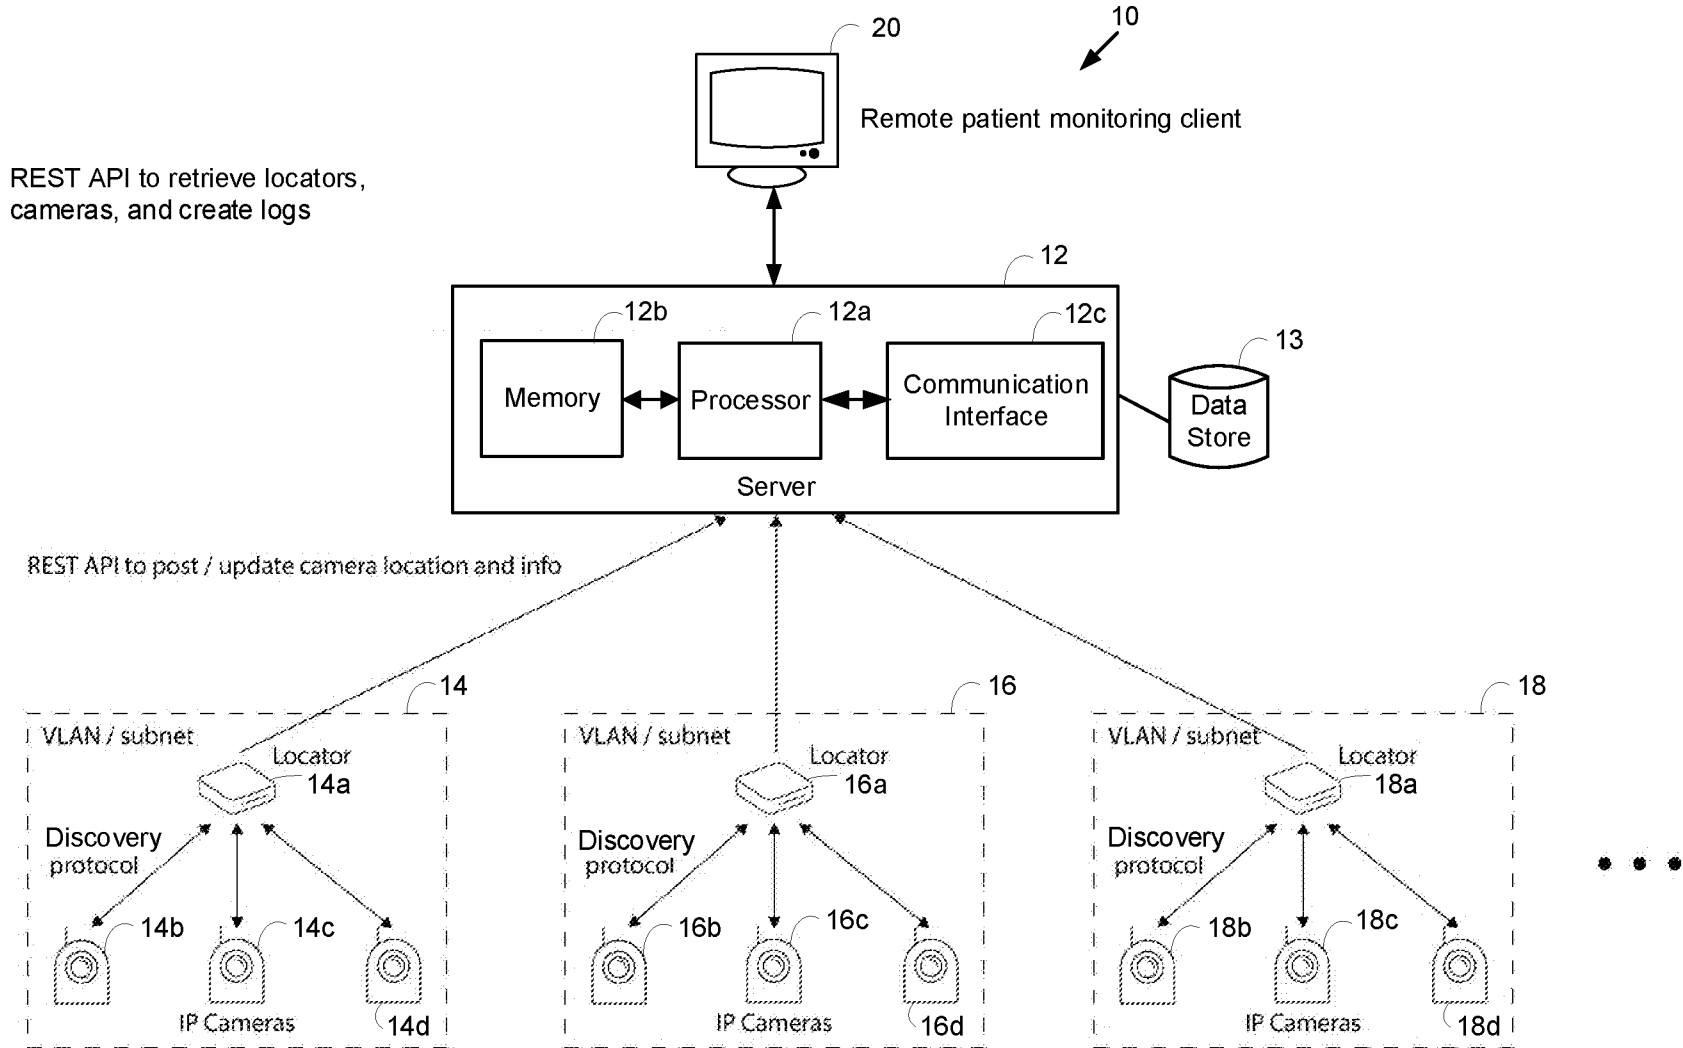 20
10
Remote patient monitoring client
REST API to retrieve locators,
cameras, and create logs
12
12b
12a
12c
13
Memory
Processor
Communication
Interface
Data
Store
Server
REST API to post / update camera location and info
14
16
18
VLAN / subnet
Locator
14a
Discovery
protocol
14b
14c
IP Cameras
14d
VLAN / subnet
Locator
16a
Discovery
protocol
16b
16c
IP Cameras
16d
VLAN / subnet
Locator
18a
Discovery
protocol
18b
18c
IP Cameras
18d